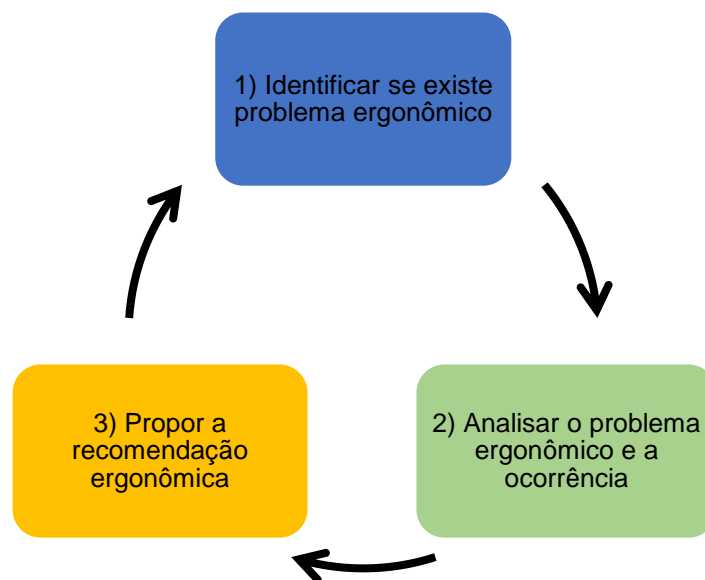 1) Identificar se existe
problema ergonômico
2) Analisar o problema
ergonômico e a
ocorrência
3) Propor a
recomendação
ergonômica